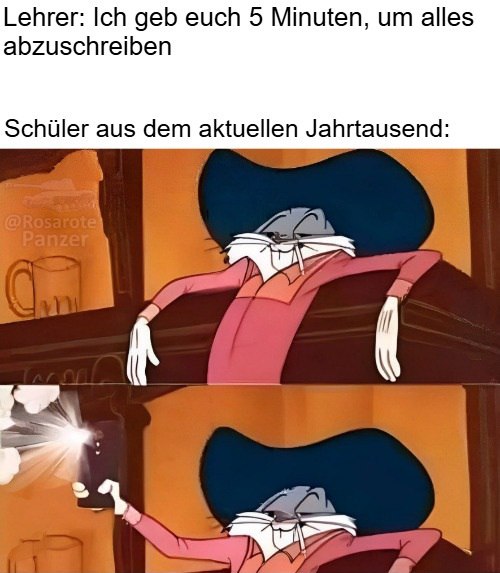 Lehrer: Ich geb euch 5 Minuten, um alles
abzuschreiben
Schüler aus dem aktuellen Jahrtausend:
@Rosarote
Panzer